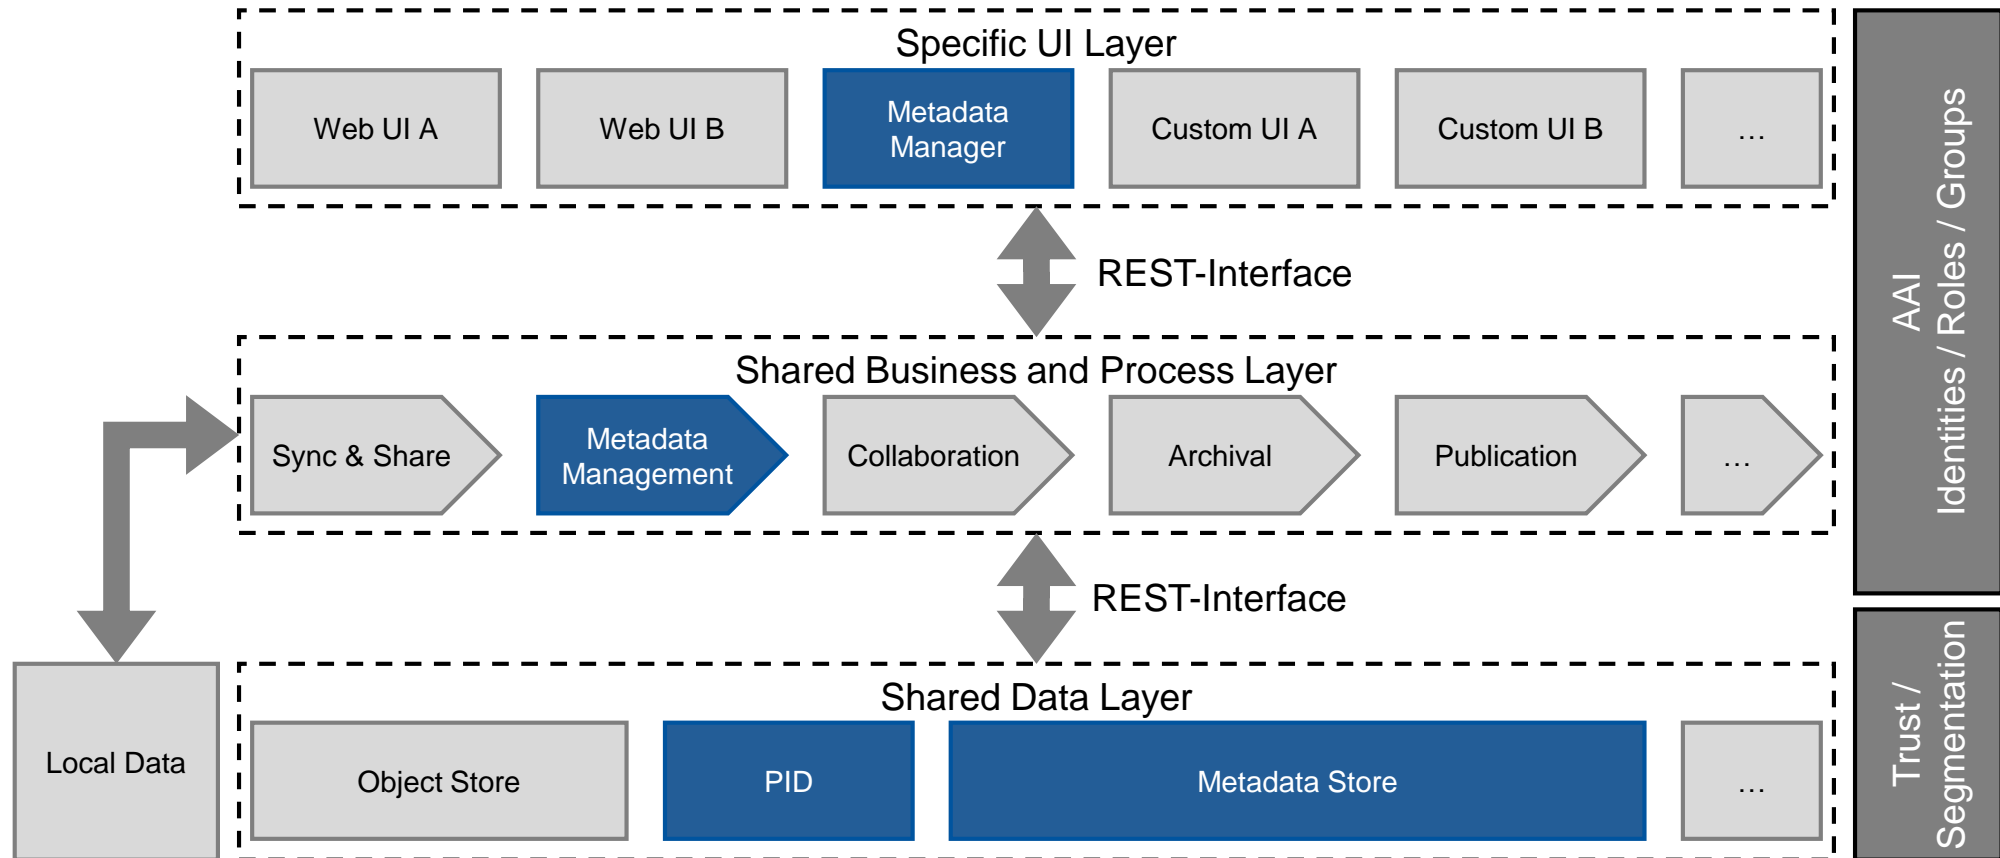 Specific UI Layer
Web UI A
Web UI B
Metadata
Manager
Custom UI A
Custom UI B
…
REST-Interface
Shared Business and Process Layer
Sync & Share
Metadata
Management
Collaboration
Archival
Publication
…
REST-Interface
Local Data
Shared Data Layer
Object Store
PID
Metadata Store
…
AAI
Identities / Roles / Groups
Trust /
Segmentation